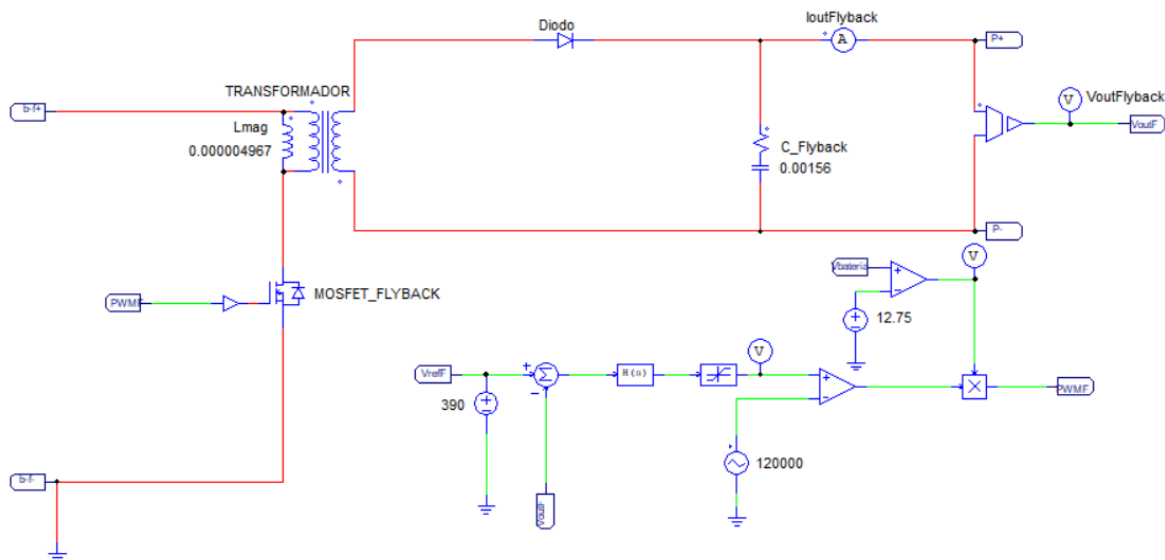 IoutFlyback
Diodo
A
P+
TRANSFORMADOR
b-f+
Lmag
0.000004967
V
VoutFlyback
VoutF
C_Flyback
0.00156
P-
V
Vbateria
PWMF
MOSFET_FLYBACK
12.75
VrefF
V
H(s)
390
PWMF
120000
b-f-
VoutF